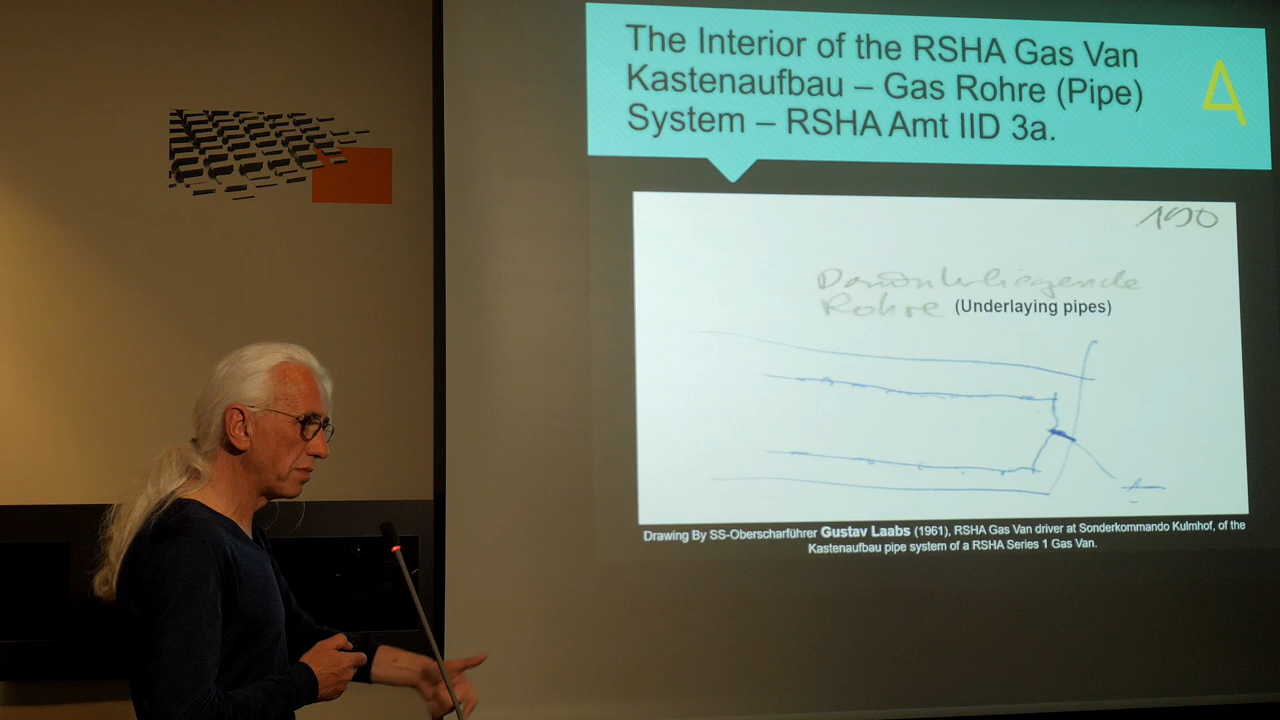 The Interior of the RSHA Gas Van
Kastenaufbau – Gas Rohre (Pipe)
System – RSHA Amt IID 3a.
190
Darunterliegende
Rohre (Underlaying pipes)
Drawing By SS-Oberscharführer Gustav Laabs (1961), RSHA Gas Van driver at Sonderkommando Kulmhof, of the
Kastenaufbau pipe system of a RSHA Series 1 Gas Van.